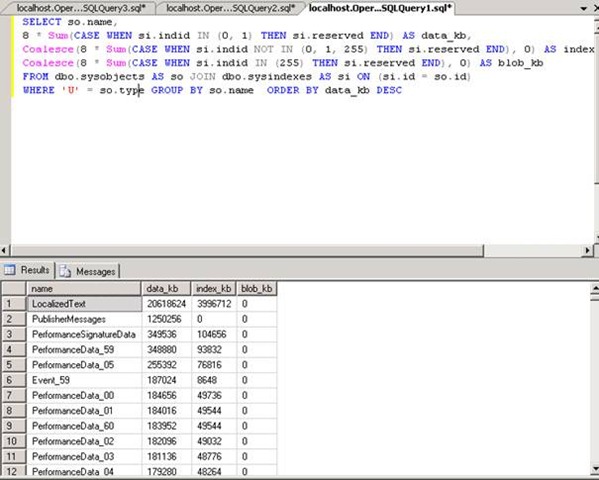 localhost.Oper...SQLQuery3.sql* localhost.Oper...SQLQuery2.sql* localhost.Oper...SQLQuery1.sql*
SELECT so.name,
8 * Sum(CASE WHEN si.indid IN (0, 1) THEN si.reserved END) AS data_kb,
Coalesce(8 * Sum(CASE WHEN si.indid NOT IN (0, 1, 255) THEN si.reserved END), 0) AS index
Coalesce(8 * Sum(CASE WHEN si.indid IN (255) THEN si.reserved END), 0) AS blob_kb
FROM dbo.sysobjects AS so JOIN dbo.sysindexes AS si ON (si.id = so.id)
WHERE 'U' = so.type GROUP BY so.name ORDER BY data_kb DESC
Results Messages
name data_kb index_kb blob_kb
1 LocalizedText 20618624 3996712 0
2 PublisherMessages 1250256 0 0
3 PerformanceSignatureData 349536 104656 0
4 PerformanceData_59 348880 93832 0
5 PerformanceData_05 255392 76816 0
6 Event_59 187024 8648 0
7 PerformanceData_00 184656 49736 0
8 PerformanceData_01 184016 49544 0
9 PerformanceData_60 183952 49544 0
10 PerformanceData_02 182096 49032 0
11 PerformanceData_03 181136 48776 0
12 PerformanceData_04 179280 48264 0